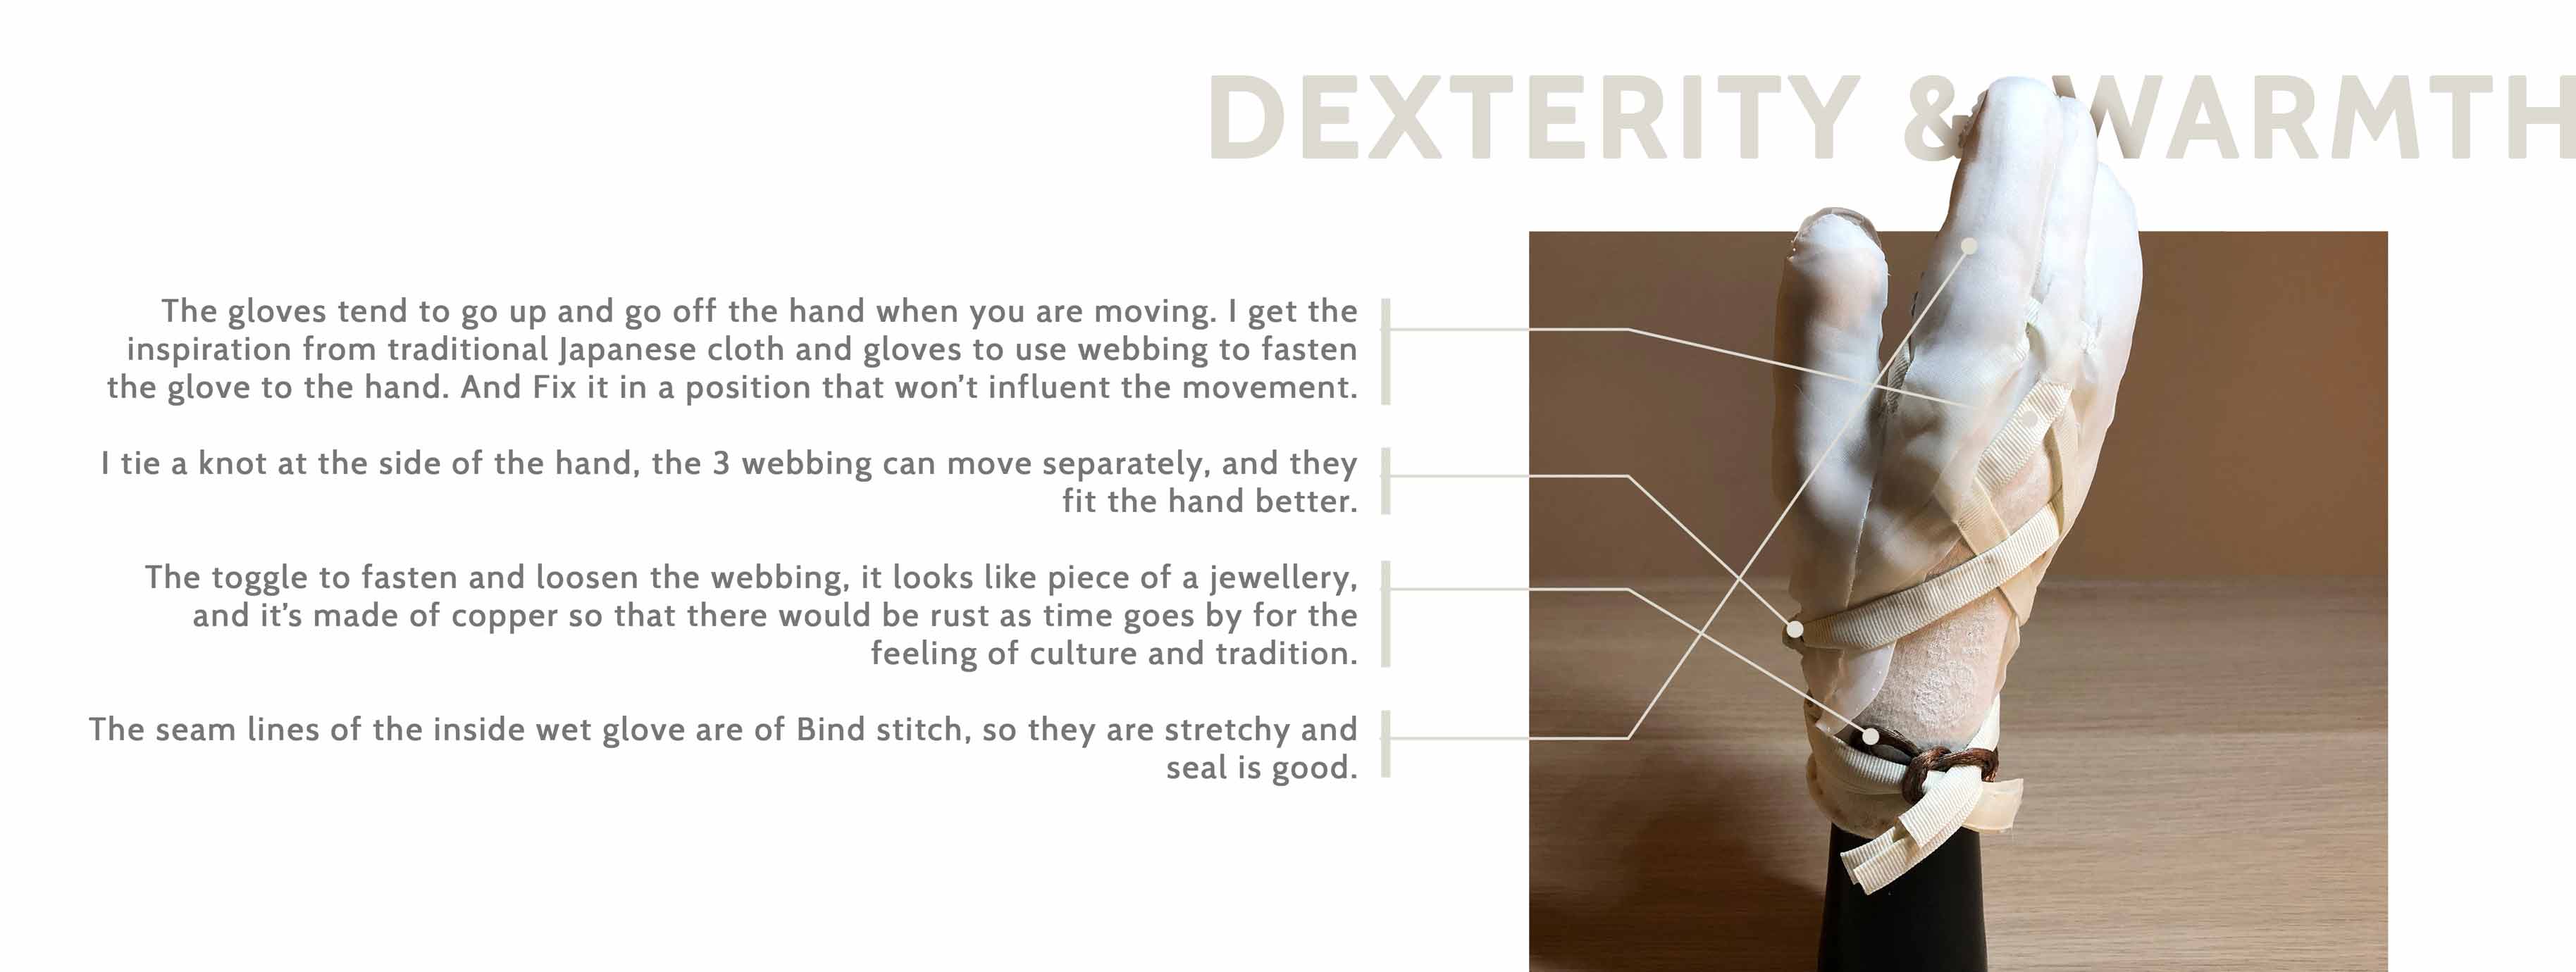 DEXTERITY & WARMTH
The gloves tend to go up and go off the hand when you are moving. I get the
inspiration from traditional Japanese cloth and gloves to use webbing to fasten
the glove to the hand. And Fix it in a position that won't influent the movement.
I tie a knot at the side of the hand, the 3 webbing can move separately, and they
fit the hand better.
The toggle to fasten and loosen the webbing, it looks like piece of a jewellery,
and it's made of copper so that there would be rust as time goes by for the
feeling of culture and tradition.
The seam lines of the inside wet glove are of Bind stitch, so they are stretchy and
seal is good.